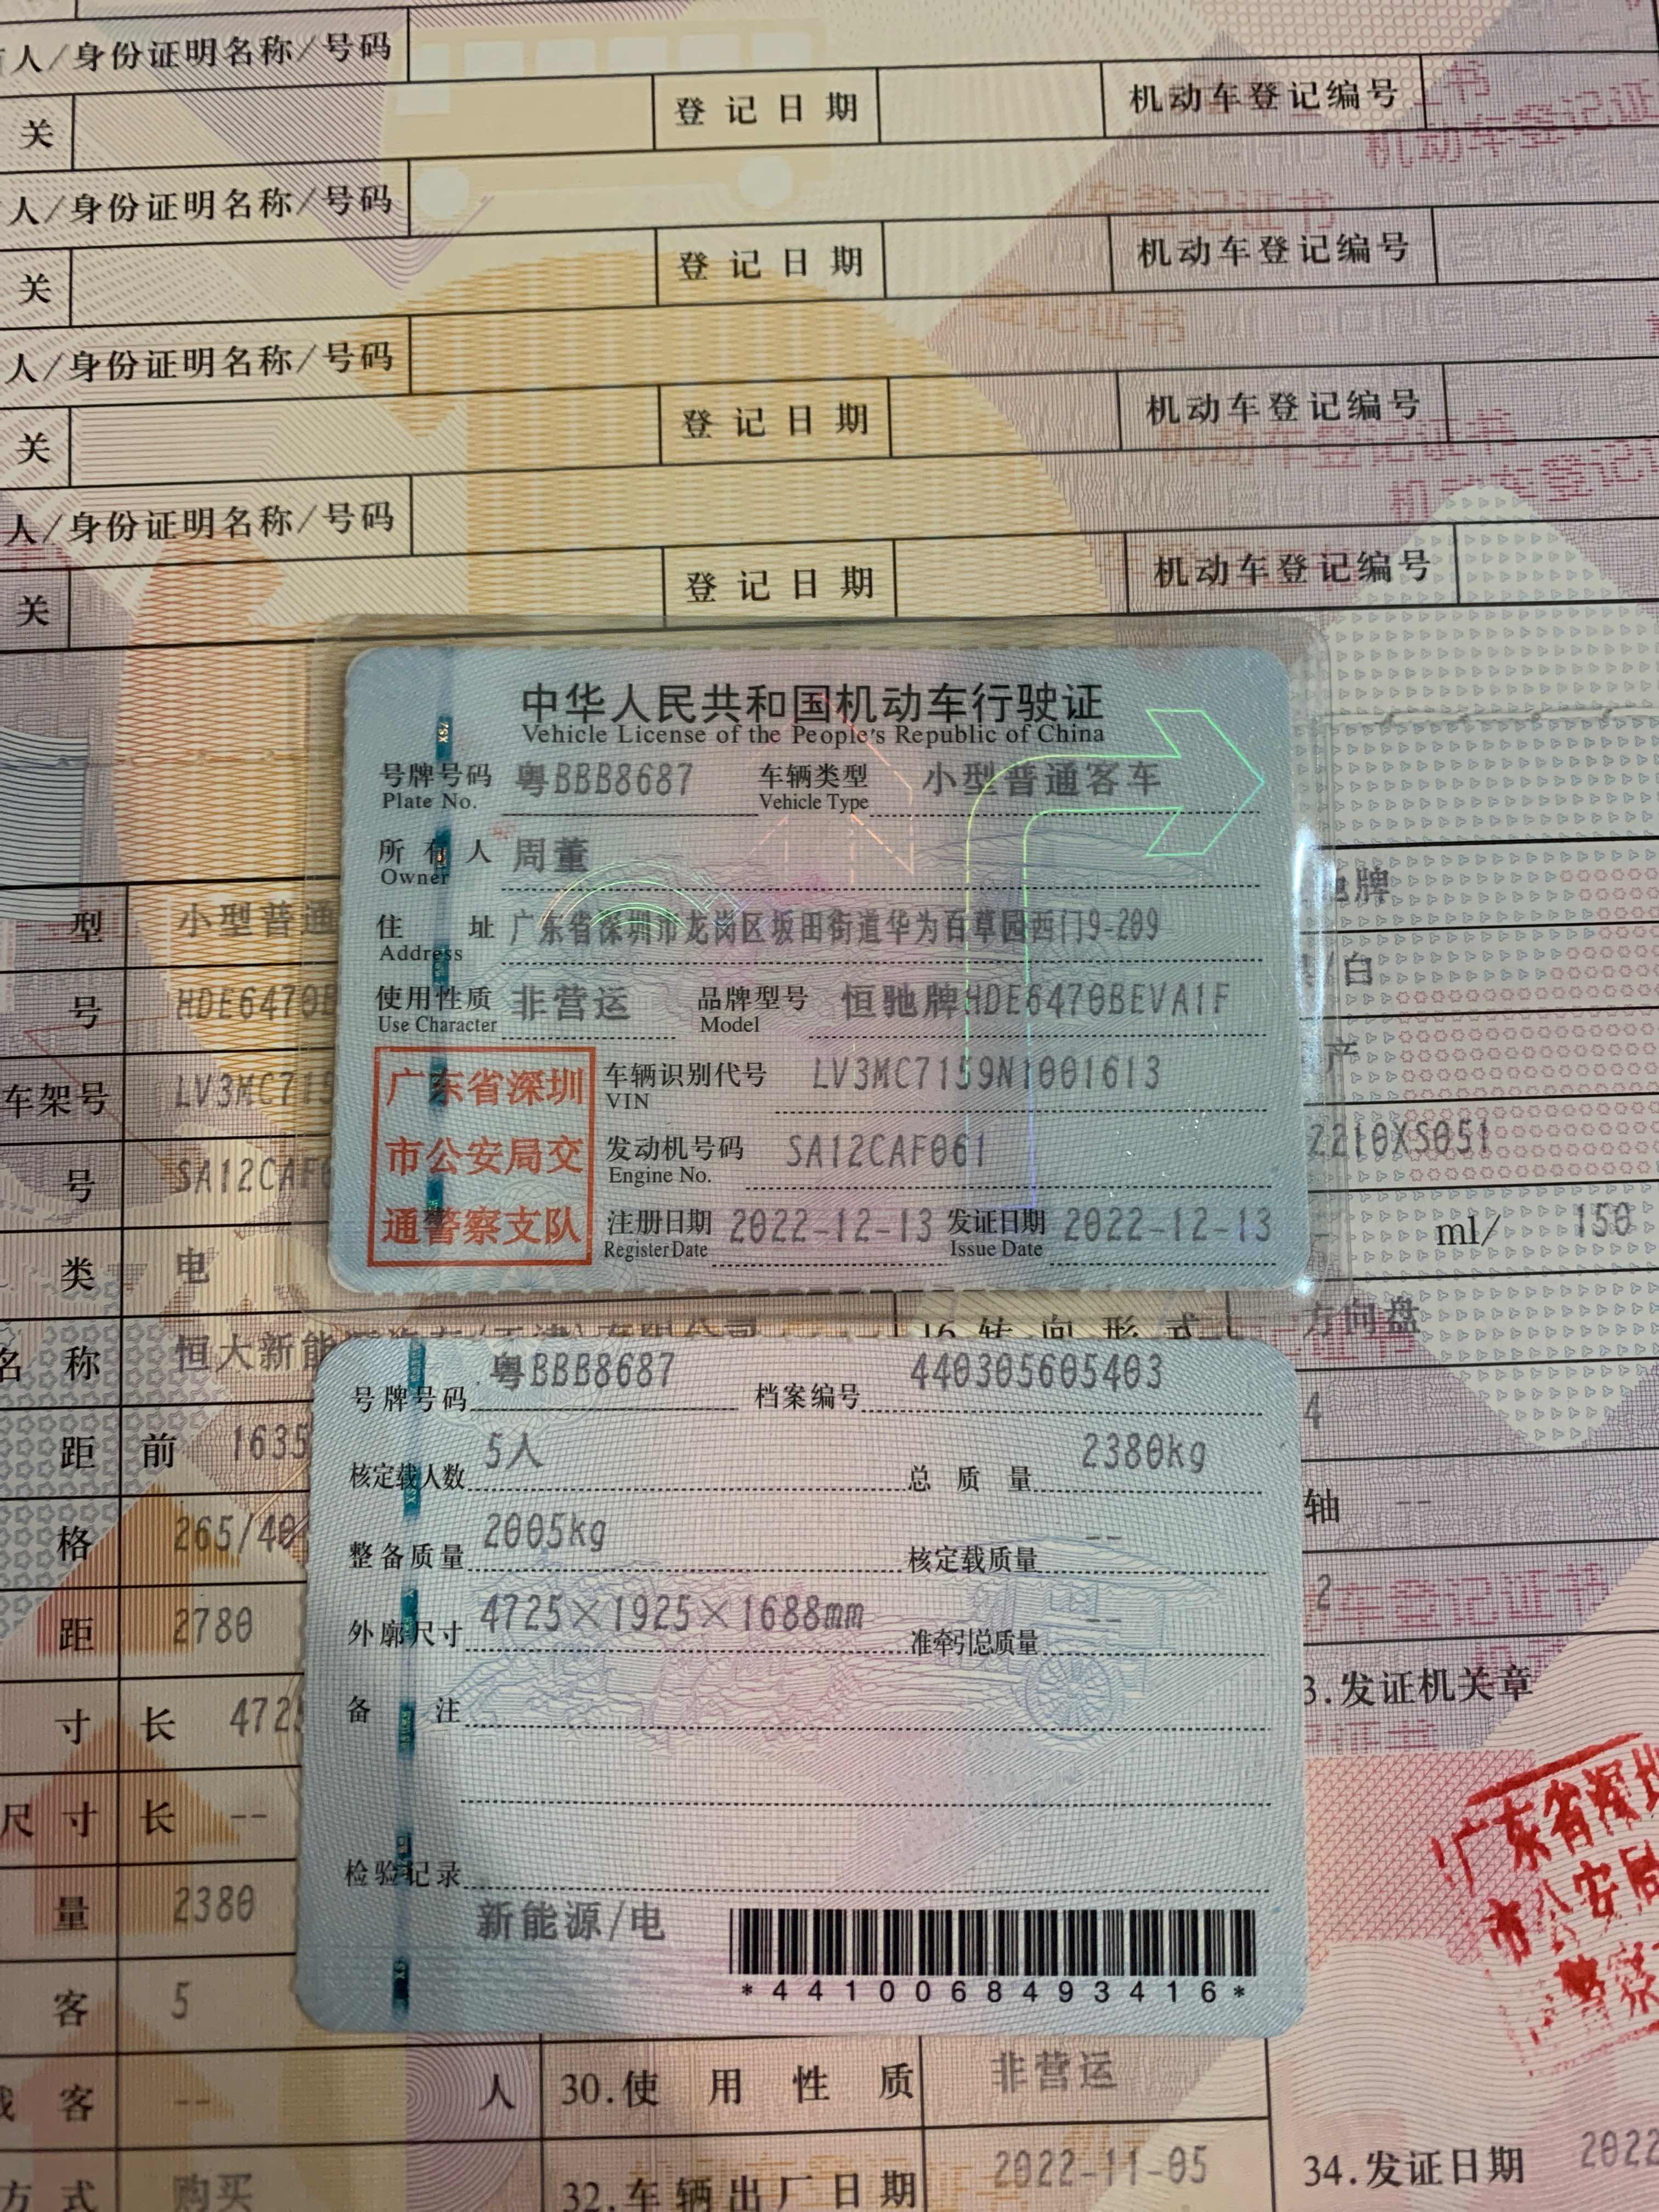 人/身份证明名称/号码
关 登记日期 机动车登记编号
人/身份证明名称/号码
关 登记日期 机动车登记编号
人/身份证明名称/号码
关 登记日期 机动车登记编号
人/身份证明名称/号码
关 登记日期 机动车登记编号
中华人民共和国机动车行驶证
Vehicle License of the People's Republic of China
号牌号码 粤BBB8687 车辆类型 小型普通客车
Plate No. Vehicle Type
所有人 周董
Owner
住址 广东省深圳市龙岗区坂田街道华为百草园西门9-209
Address
使用性质 非营运 品牌型号 恒驰牌HDE6470BEVA1F
Use Character Model
广东省深圳
市公安局交
通警察支队
车辆识别代号 LV3MC7159N1001613
VIN
发动机号码 SA12CAF061
Engine No.
注册日期 2022-12-13 发证日期 2022-12-13
Register Date Issue Date
号牌号码 粤BBB8687 档案编号 440305605403
核定载人数 5人 总质量 2380kg
整备质量 2005kg 核定载质量 --
外廓尺寸 4725×1925×1688mm 准牵引总质量 --
备注
检验记录
新能源/电
*4410068493416*
型 小型普通
号 HDE6470B
车架号 LV3MC715
号 SA12CAF0
类 电
名称 恒大新能
16.转向形式 方向盘
距 前 1635
格 265/40
距 2780
寸 长 472
尺寸 长 --
量 2380
客 5
客 -- 人 30.使用性质 非营运
方式 购买 32.车辆出厂日期 2022-11-05
牌
/白
产
2210XS051
ml/ 150
4
轴 --
2
3.发证机关章
广东省深圳
市公安局
警察
34.发证日期 2022